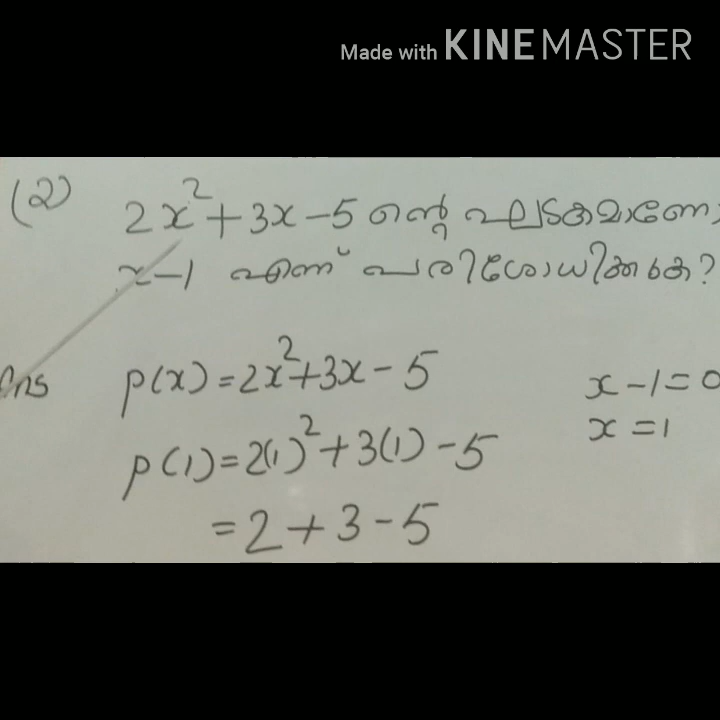 Made with KINEMASTER
(2) 2x²+3x-5 ന്റെ ഘടകമാണോ
x-1 എന്ന് പരിശോധിക്കുക?
Ans p(x)=2x²+3x-5
x-1=0
p(1)=2(1)²+3(1)-5
x=1
=2+3-5